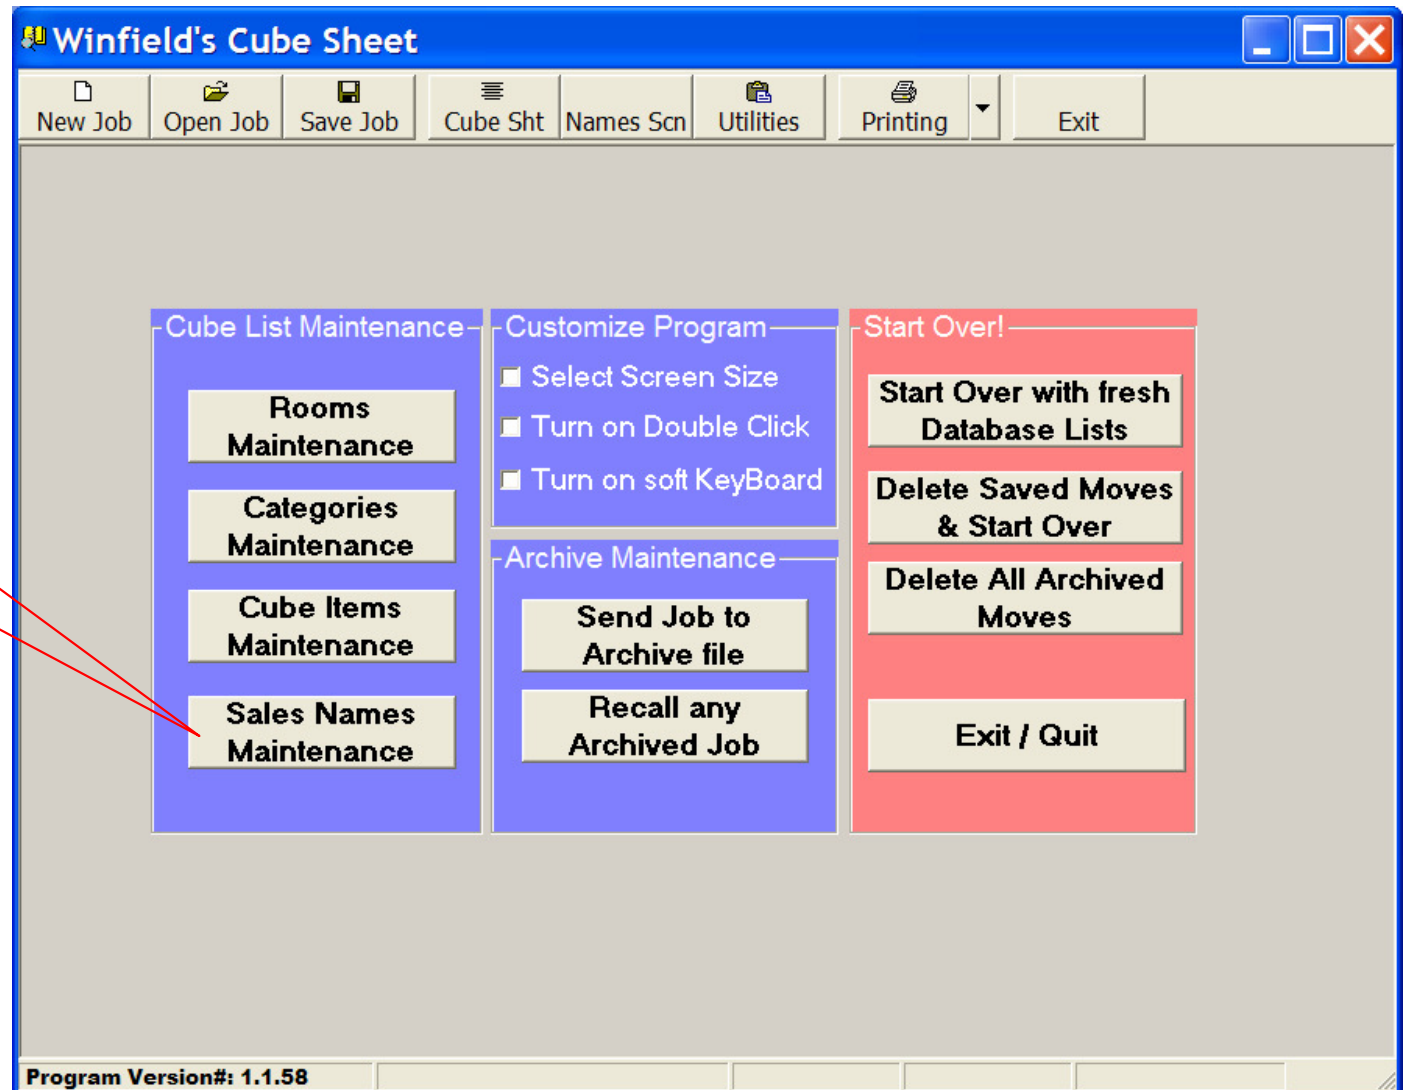 Winfield's Cube Sheet
New Job Open Job Save Job Cube Sht Names Scn Utilities Printing Exit
Cube List Maintenance
Rooms
Maintenance
Categories
Maintenance
Cube Items
Maintenance
Sales Names
Maintenance
Customize Program
Select Screen Size
Turn on Double Click
Turn on soft KeyBoard
Archive Maintenance
Send Job to
Archive file
Recall any
Archived Job
Start Over!
Start Over with fresh
Database Lists
Delete Saved Moves
& Start Over
Delete All Archived
Moves
Exit / Quit
Program Version#: 1.1.58